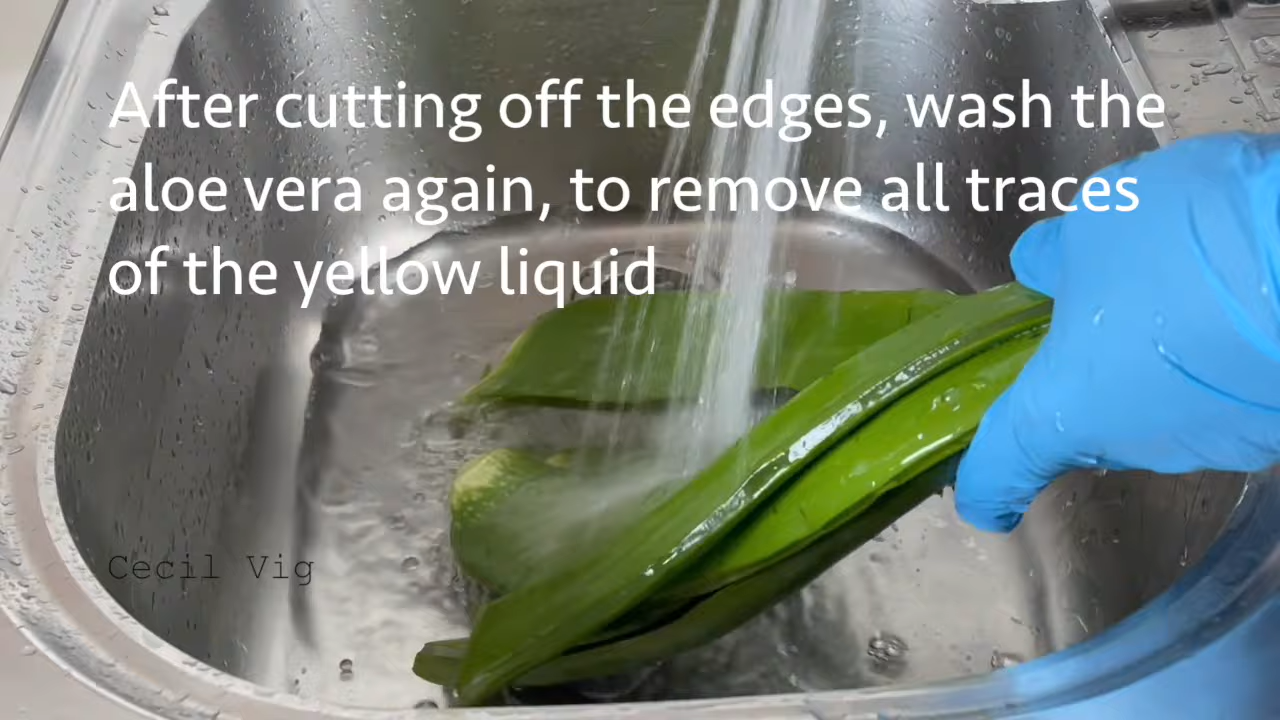 After cutting off the edges, wash the
aloe vera again, to remove all traces
of the yellow liquid
Cecil Vig